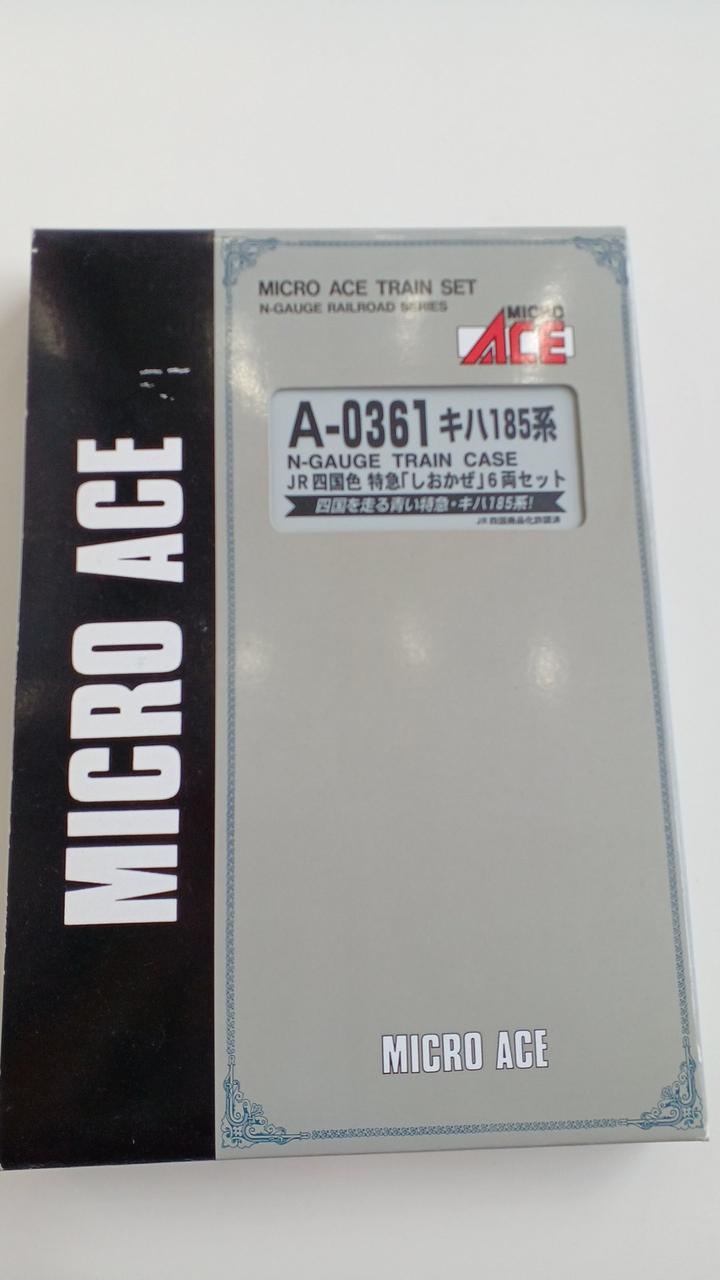 MICRO ACE
MICRO ACE TRAIN SET
N-GAUGE RAILROAD SERIES
MICRO
ACE
A-0361 キハ185系
N-GAUGE TRAIN CASE
JR四国色 特急「しおかぜ」6両セット
四国を走る青い特急・キハ185系!
JR四国商品化許諾済
MICRO ACE